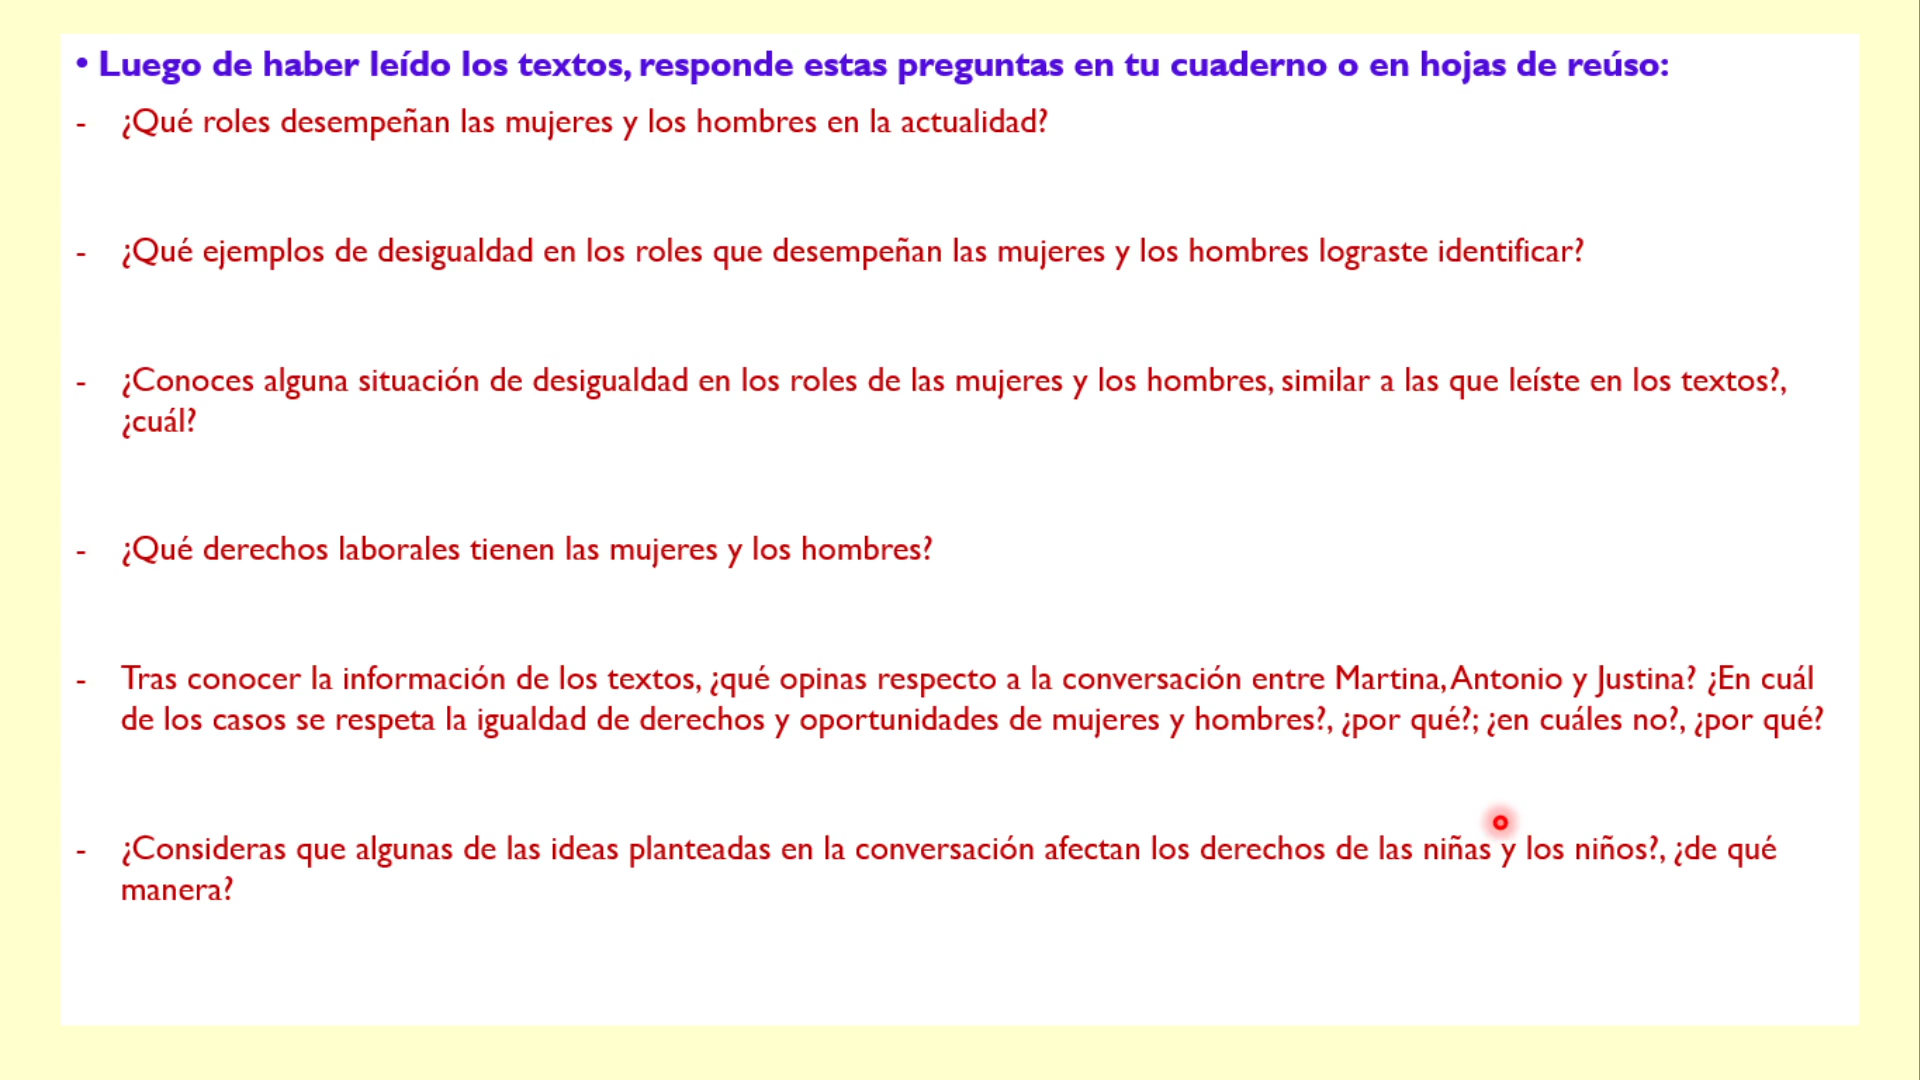 • Luego de haber leído los textos, responde estas preguntas en tu cuaderno o en hojas de reúso:
- ¿Qué roles desempeñan las mujeres y los hombres en la actualidad?
- ¿Qué ejemplos de desigualdad en los roles que desempeñan las mujeres y los hombres lograste identificar?
- ¿Conoces alguna situación de desigualdad en los roles de las mujeres y los hombres, similar a las que leíste en los textos?,
¿cuál?
- ¿Qué derechos laborales tienen las mujeres y los hombres?
- Tras conocer la información de los textos, ¿qué opinas respecto a la conversación entre Martina, Antonio y Justina? ¿En cuál
de los casos se respeta la igualdad de derechos y oportunidades de mujeres y hombres?, ¿por qué?; ¿en cuáles no?, ¿por qué?
- ¿Consideras que algunas de las ideas planteadas en la conversación afectan los derechos de las niñas y los niños?, ¿de qué
manera?